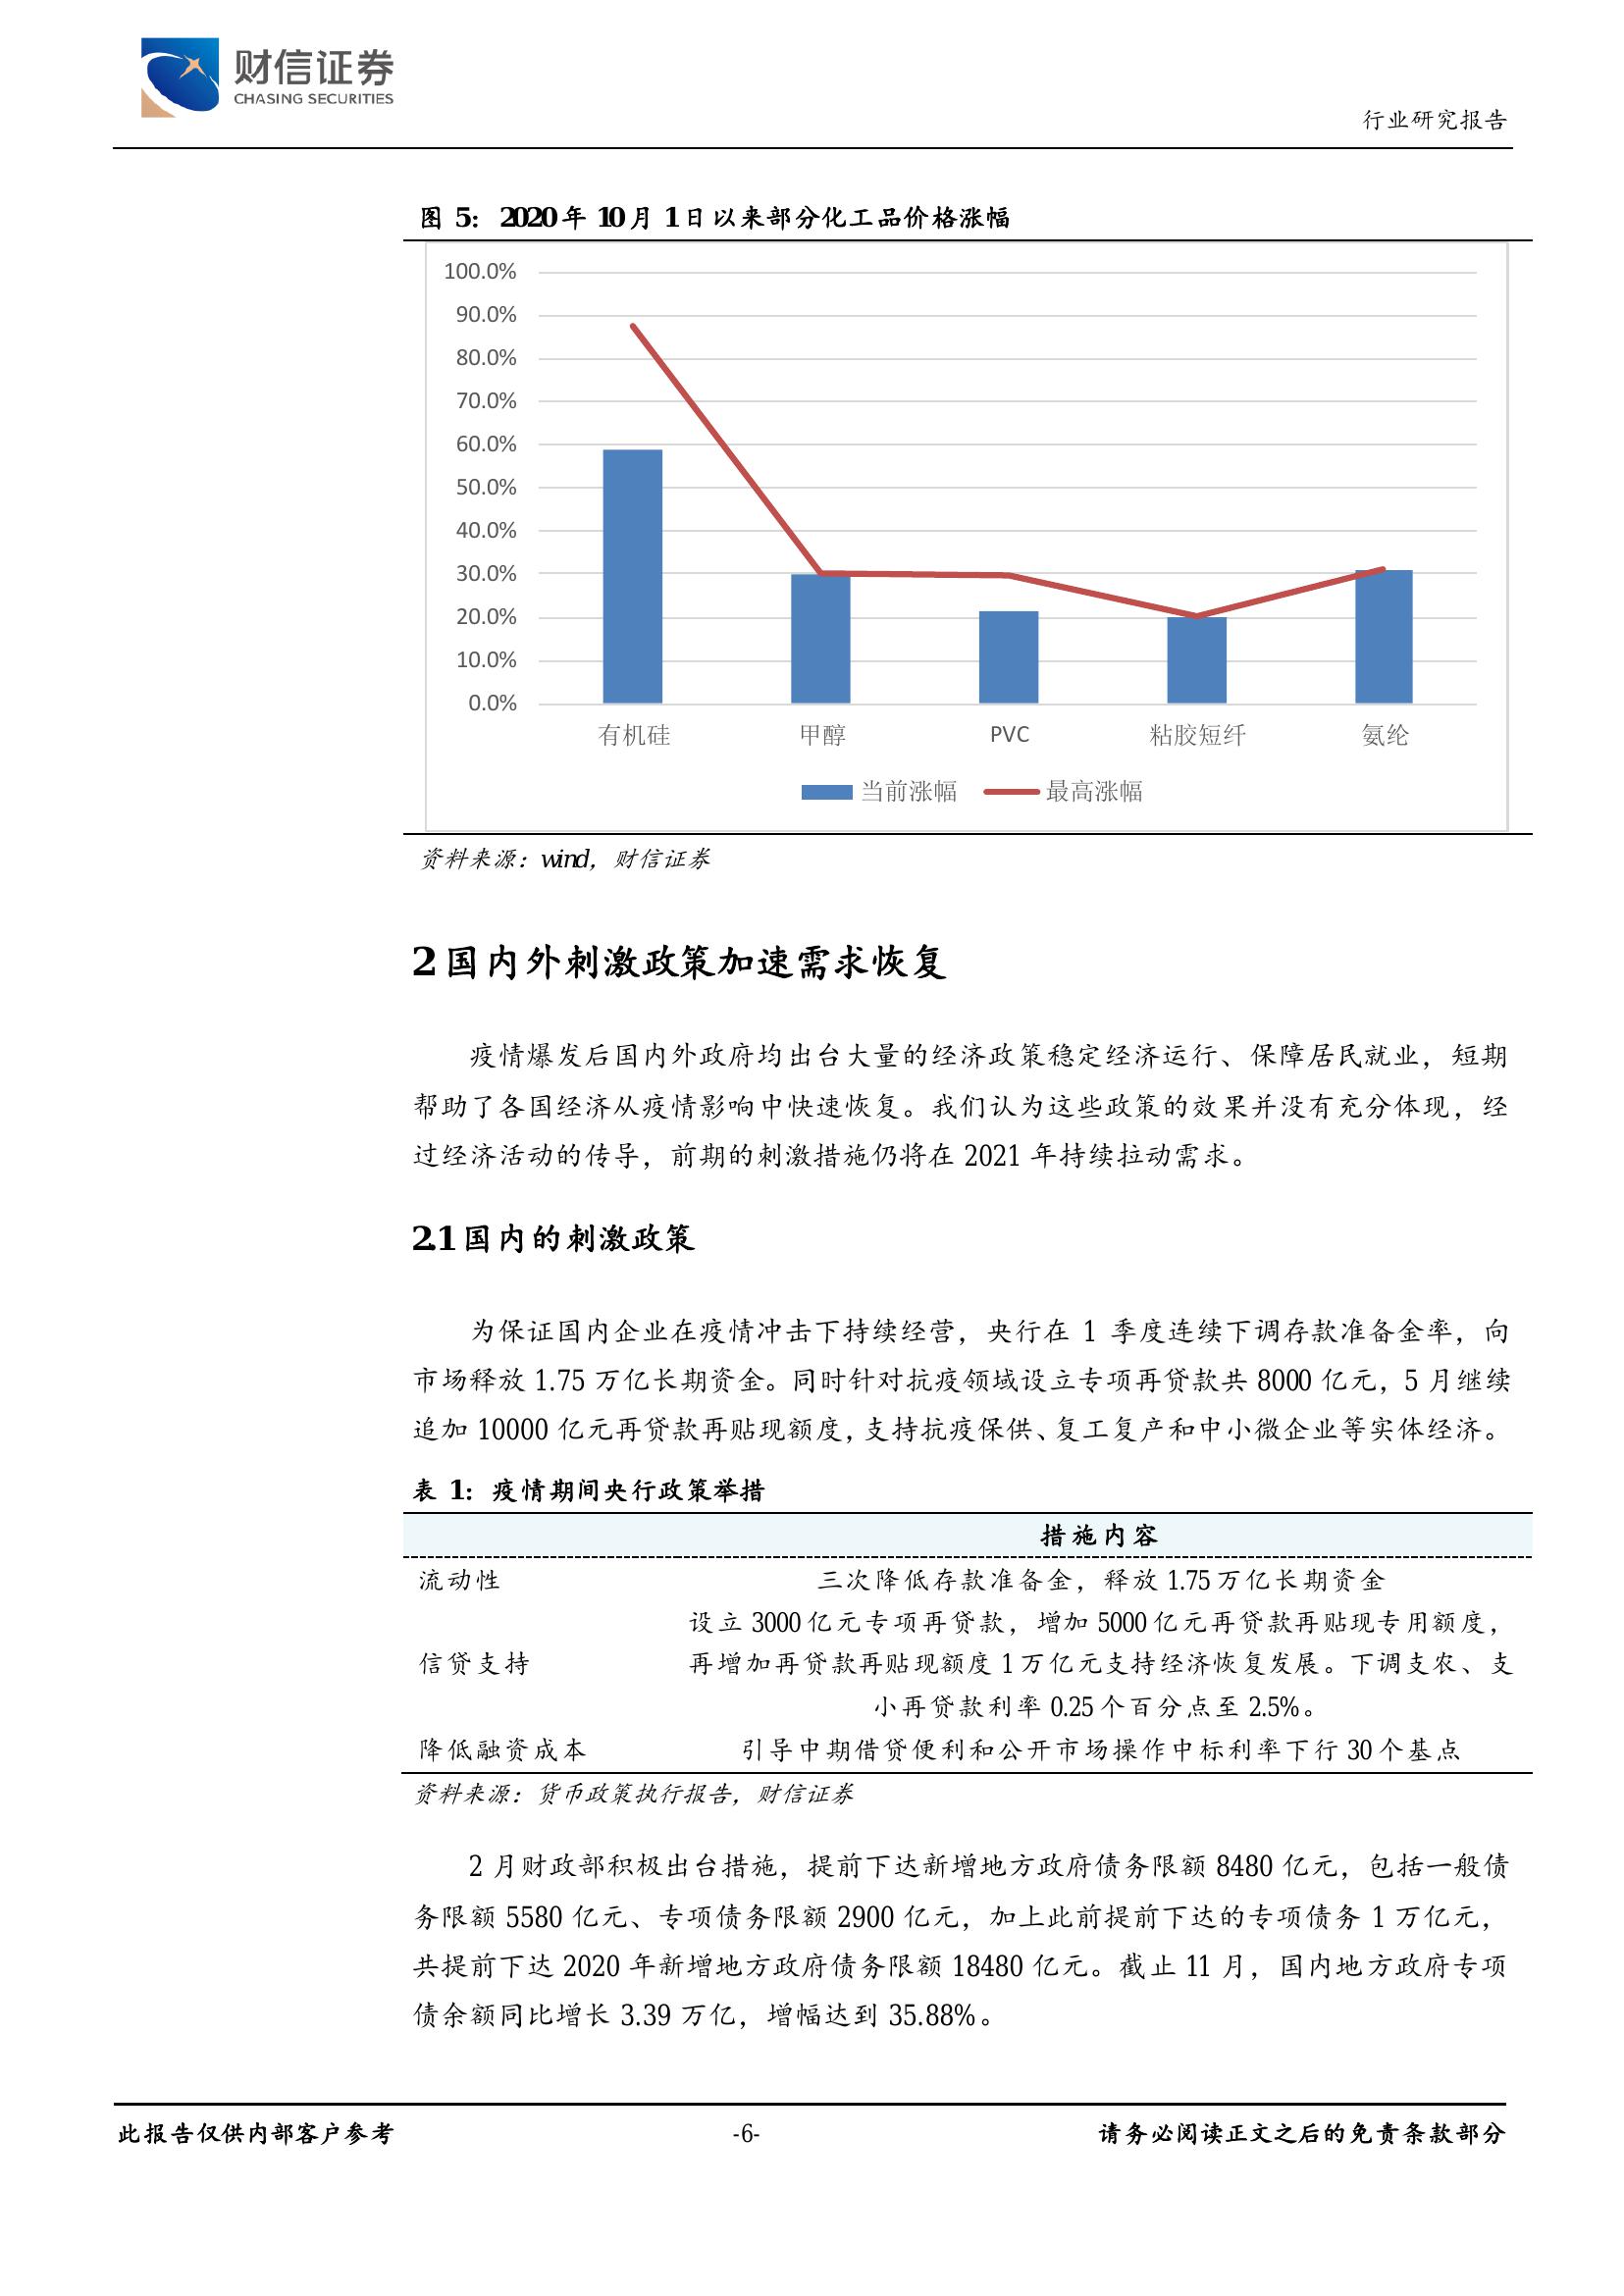 财信证券
CHASING SECURITIES
行业研究报告
图 5：2020 年 10 月 1 日以来部分化工品价格涨幅
100.0%
90.0%
80.0%
70.0%
60.0%
50.0%
40.0%
30.0%
20.0%
10.0%
0.0%
有机硅 甲醇 PVC 粘胶短纤 氨纶
当前涨幅 最高涨幅
资料来源：wind，财信证券
2 国内外刺激政策加速需求恢复
疫情爆发后国内外政府均出台大量的经济政策稳定经济运行、保障居民就业，短期
帮助了各国经济从疫情影响中快速恢复。我们认为这些政策的效果并没有充分体现，经
过经济活动的传导，前期的刺激措施仍将在 2021 年持续拉动需求。
2.1 国内的刺激政策
为保证国内企业在疫情冲击下持续经营，央行在 1 季度连续下调存款准备金率，向
市场释放 1.75 万亿长期资金。同时针对抗疫领域设立专项再贷款共 8000 亿元，5 月继续
追加 10000 亿元再贷款再贴现额度，支持抗疫保供、复工复产和中小微企业等实体经济。
表 1：疫情期间央行政策举措
措施内容
流动性 三次降低存款准备金，释放 1.75 万亿长期资金
设立 3000 亿元专项再贷款，增加 5000 亿元再贷款再贴现专用额度，
信贷支持 再增加再贷款再贴现额度 1 万亿元支持经济恢复发展。下调支农、支
小再贷款利率 0.25 个百分点至 2.5%。
降低融资成本 引导中期借贷便利和公开市场操作中标利率下行 30 个基点
资料来源：货币政策执行报告，财信证券
2 月财政部积极出台措施，提前下达新增地方政府债务限额 8480 亿元，包括一般债
务限额 5580 亿元、专项债务限额 2900 亿元，加上此前提前下达的专项债务 1 万亿元，
共提前下达 2020 年新增地方政府债务限额 18480 亿元。截止 11 月，国内地方政府专项
债余额同比增长 3.39 万亿，增幅达到 35.88%。
此报告仅供内部客户参考 -6- 请务必阅读正文之后的免责条款部分